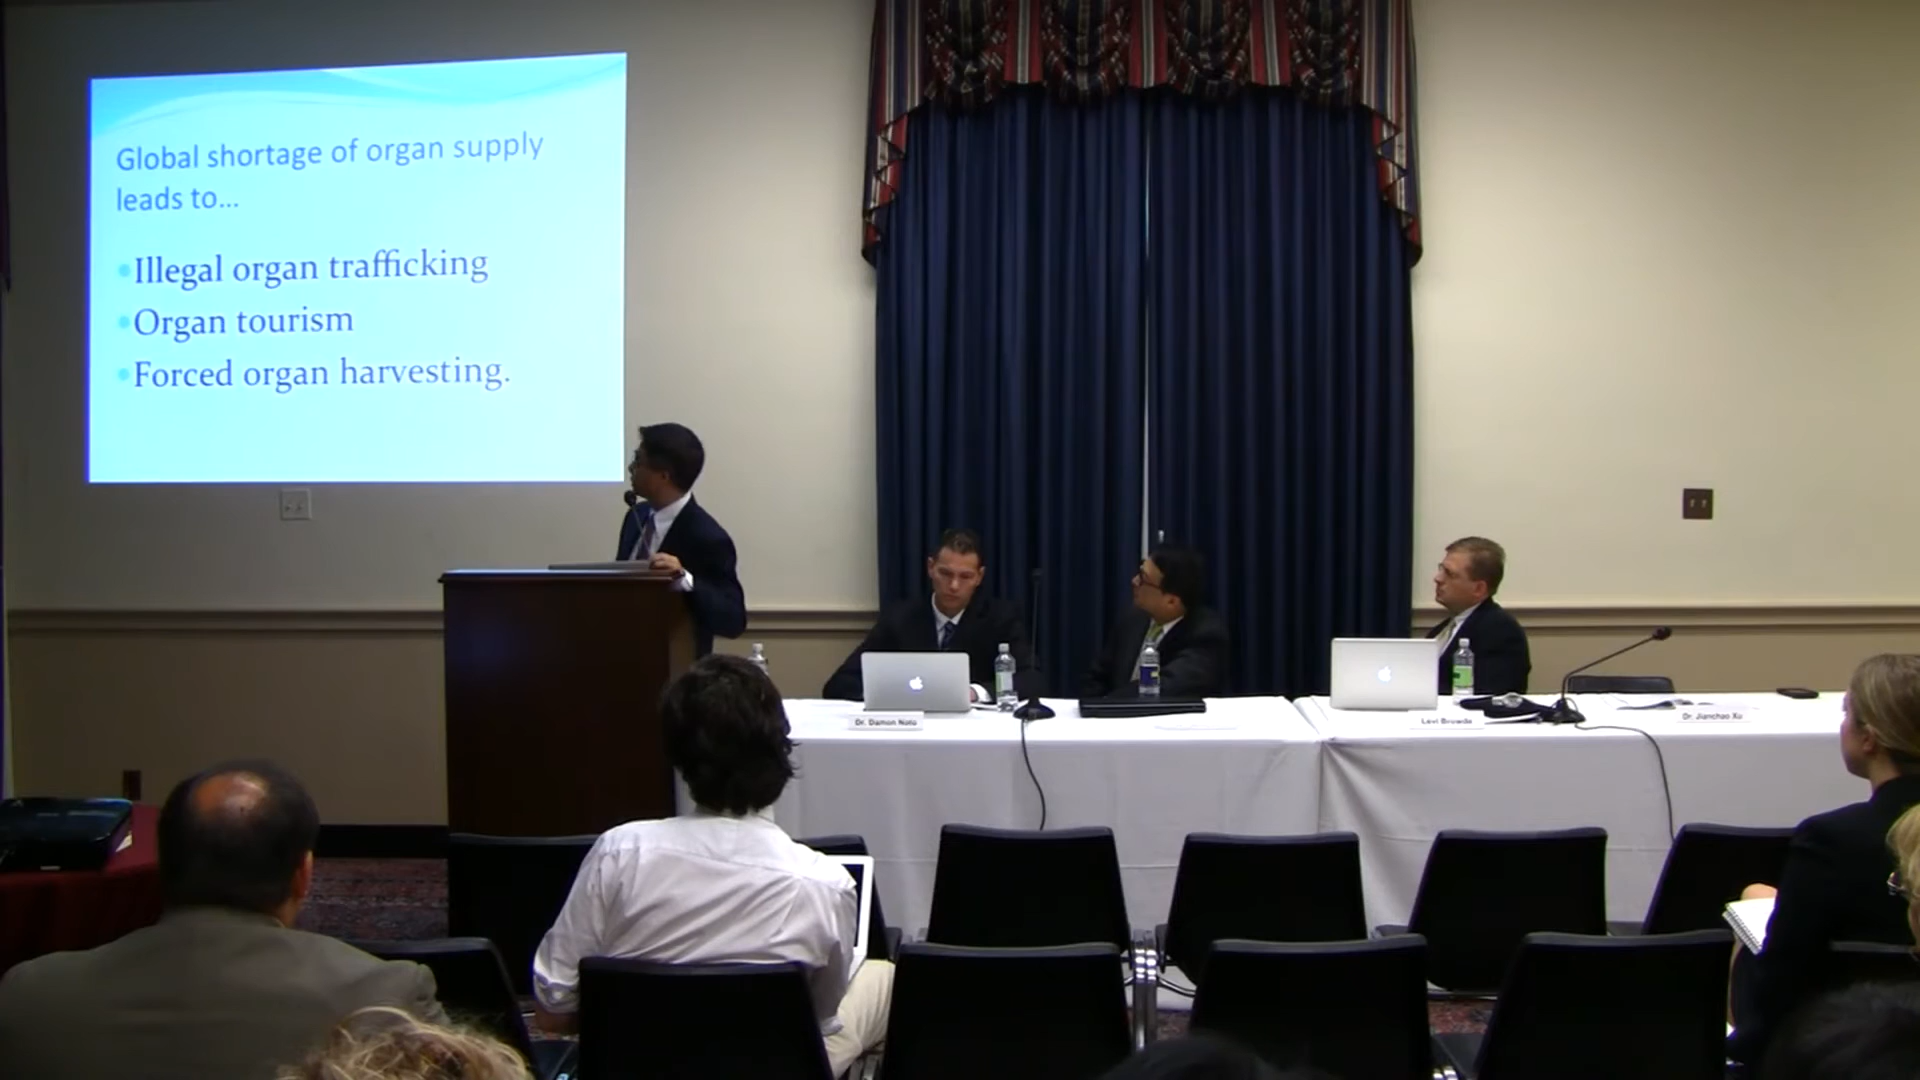 Global shortage of organ supply
leads to...
•Illegal organ trafficking
•Organ tourism
•Forced organ harvesting.
Dr. Damon Noto
Levi Browde
Dr. Jianchao Xu